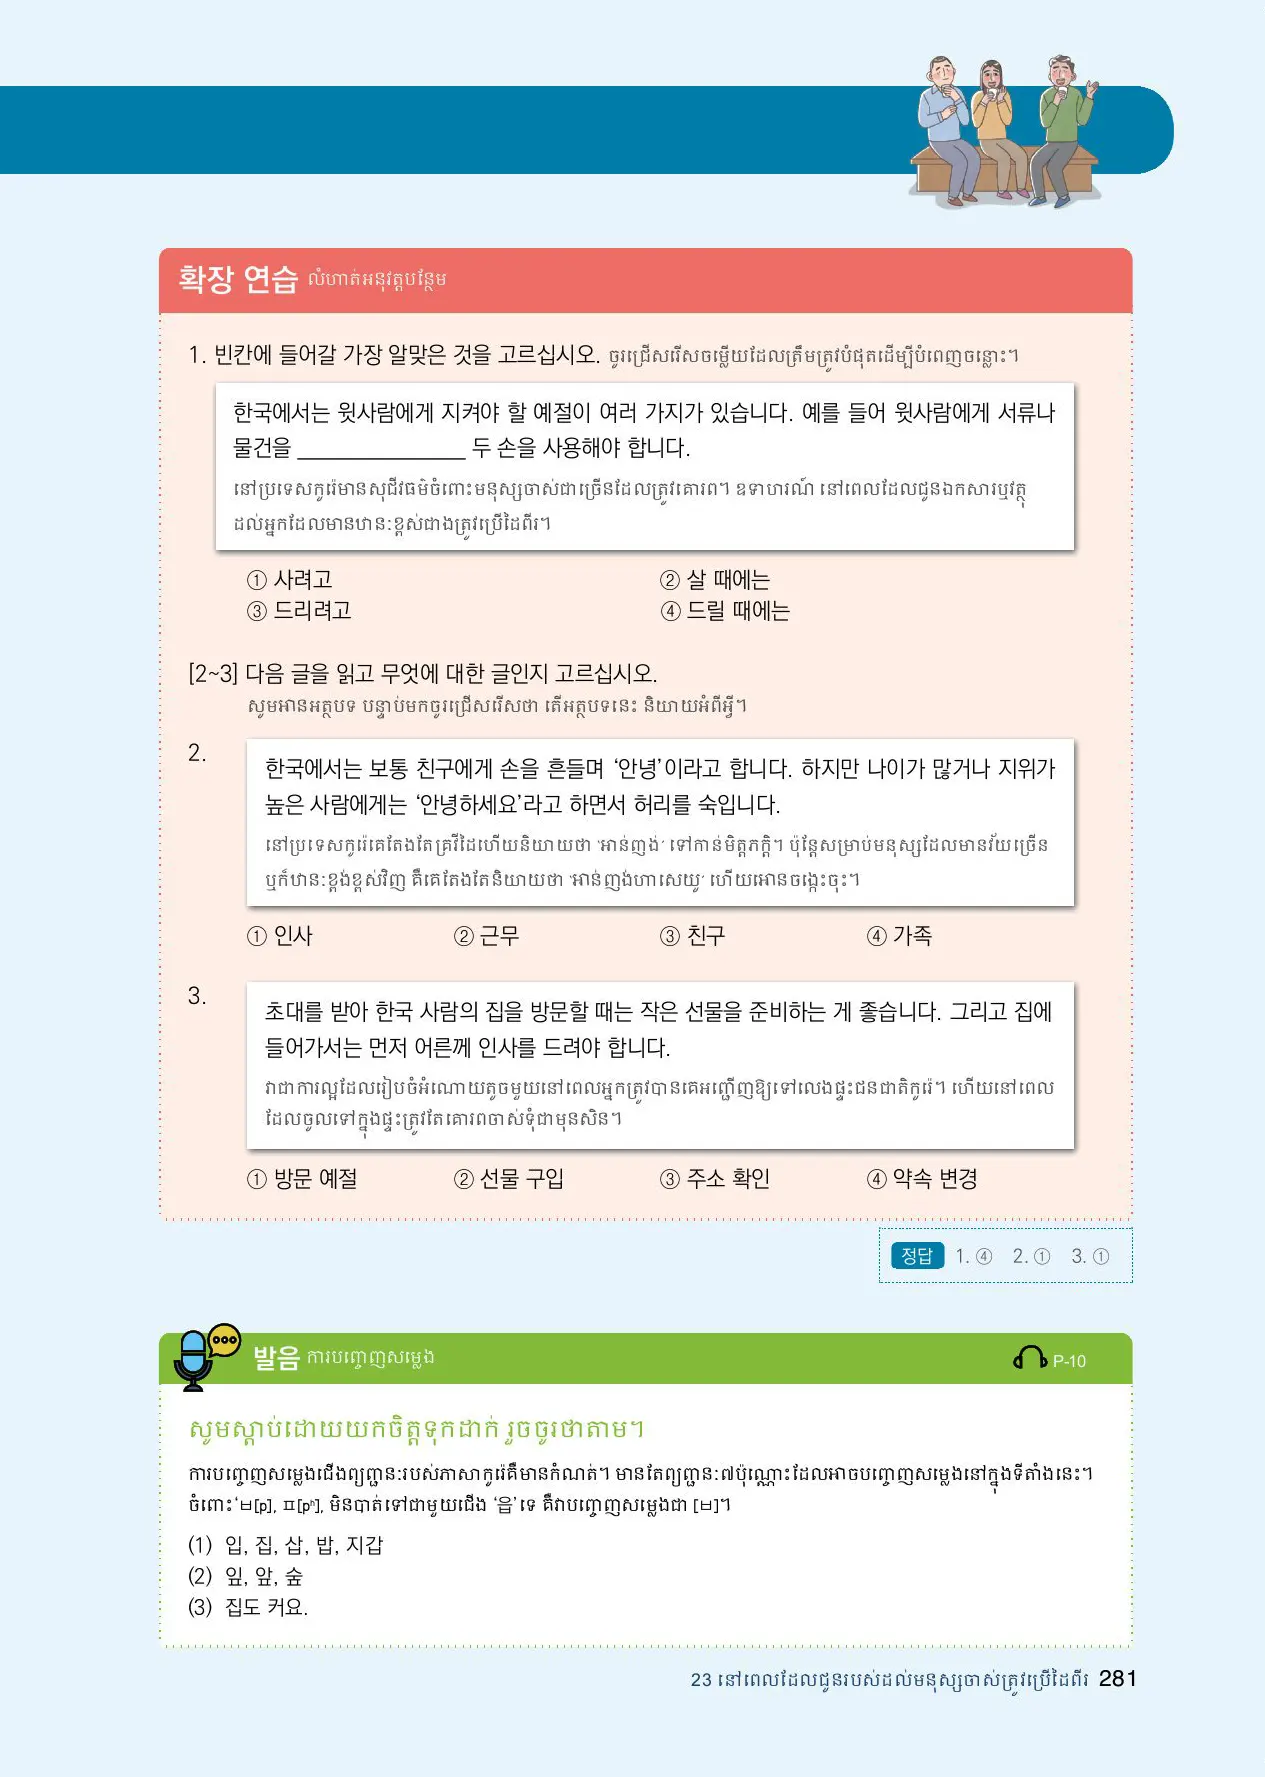 확장 연습 លំហាត់អនុវត្តបន្ថែម
1. 빈칸에 들어갈 가장 알맞은 것을 고르십시오. ចូរជ្រើសរើសចម្លើយដែលត្រឹមត្រូវបំផុតដើម្បីបំពេញចន្លោះ។
한국에서는 윗사람에게 지켜야 할 예절이 여러 가지가 있습니다. 예를 들어 윗사람에게 서류나
물건을 ________________ 두 손을 사용해야 합니다.
នៅប្រទេសកូរ៉េមានសុជីវធម៌ចំពោះមនុស្សចាស់ជាច្រើនដែលត្រូវគោរព។ ឧទាហរណ៍ នៅពេលដែលជូនឯកសារឬវត្ថុ
ដល់អ្នកដែលមានឋានៈខ្ពស់ជាងត្រូវប្រើដៃពីរ។
① 사려고 ② 살 때에는
③ 드리려고 ④ 드릴 때에는
[2~3] 다음 글을 읽고 무엇에 대한 글인지 고르십시오.
សូមអានអត្ថបទ បន្ទាប់មកចូរជ្រើសរើសថា តើអត្ថបទនេះ និយាយអំពីអ្វី។
2.
한국에서는 보통 친구에게 손을 흔들며 ‘안녕’이라고 합니다. 하지만 나이가 많거나 지위가
높은 사람에게는 ‘안녕하세요’라고 하면서 허리를 숙입니다.
នៅប្រទេសកូរ៉េគេតែងតែគ្រវីដៃហើយនិយាយថា ‘អាន់ញង់’ ទៅកាន់មិត្តភក្តិ។ ប៉ុន្តែសម្រាប់មនុស្សដែលមានវ័យច្រើន
ឬក៏ឋានៈខ្ពង់ខ្ពស់វិញ គឺគេតែងតែនិយាយថា ‘អាន់ញង់ហាសេយូ’ ហើយអោនចង្កេះចុះ។
① 인사 ② 근무 ③ 친구 ④ 가족
3.
초대를 받아 한국 사람의 집을 방문할 때는 작은 선물을 준비하는 게 좋습니다. 그리고 집에
들어가서는 먼저 어른께 인사를 드려야 합니다.
វាជាការល្អដែលរៀបចំអំណោយតូចមួយនៅពេលអ្នកត្រូវបានគេអញ្ជើញឱ្យទៅលេងផ្ទះជនជាតិកូរ៉េ។ ហើយនៅពេល
ដែលចូលទៅក្នុងផ្ទះត្រូវតែគោរពចាស់ទុំជាមុនសិន។
① 방문 예절 ② 선물 구입 ③ 주소 확인 ④ 약속 변경
정답 1. ④ 2. ① 3. ①
발음 ការបញ្ចេញសម្លេង P-10
សូមស្តាប់ដោយយកចិត្តទុកដាក់ រួចចូរថាតាម។
ការបញ្ចេញសម្លេងជើងព្យញ្ជនៈរបស់ភាសាកូរ៉េគឺមានកំណត់។ មានតែព្យញ្ជនៈ៧ប៉ុណ្ណោះដែលអាចបញ្ចេញសម្លេងនៅក្នុងទីតាំងនេះ។
ចំពោះ‘ㅂ[p], ㅍ[pʰ], មិនបាត់ទៅជាមួយជើង ‘음’ទេ គឺវាបញ្ចេញសម្លេងជា [ㅂ]។
(1) 입, 집, 삽, 밥, 지갑
(2) 잎, 앞, 숲
(3) 집도 커요.
23 នៅពេលដែលជូនរបស់ដល់មនុស្សចាស់ត្រូវប្រើដៃពីរ 281